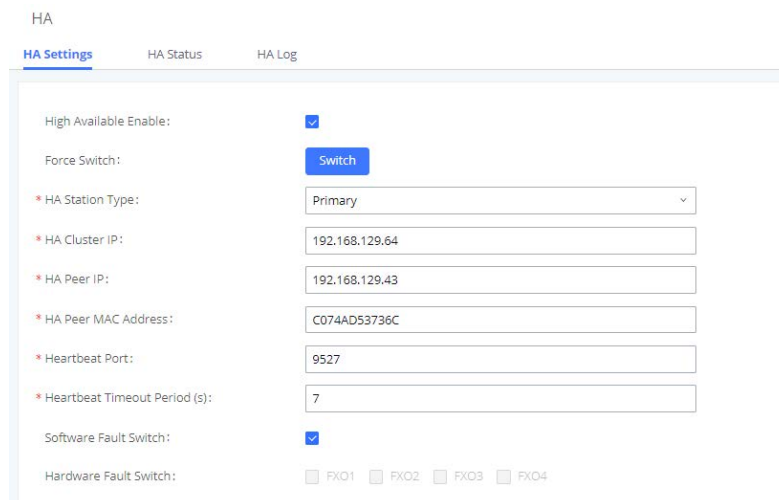 HA
HA Settings HA Status HA Log
High Available Enable:
Force Switch: Switch
* HA Station Type: Primary
* HA Cluster IP: 192.168.129.64
* HA Peer IP: 192.168.129.43
* HA Peer MAC Address: C074AD53736C
* Heartbeat Port: 9527
* Heartbeat Timeout Period (s): 7
Software Fault Switch:
Hardware Fault Switch: FXO1 FXO2 FXO3 FXO4